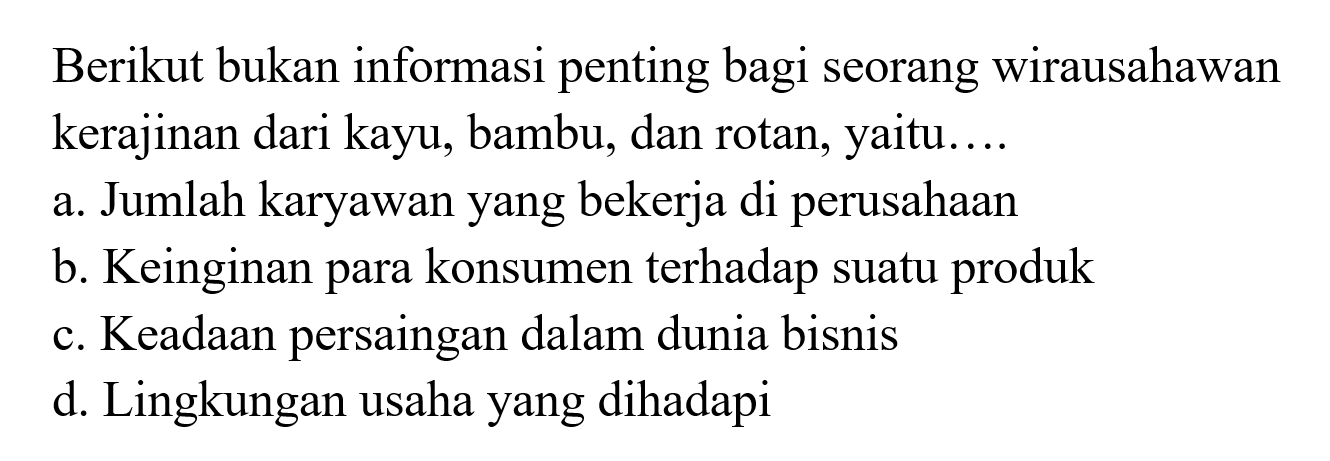 Berikut bukan informasi penting bagi seorang wirausahawan
kerajinan dari kayu, bambu, dan rotan, yaitu….
a. Jumlah karyawan yang bekerja di perusahaan
b. Keinginan para konsumen terhadap suatu produk
c. Keadaan persaingan dalam dunia bisnis
d. Lingkungan usaha yang dihadapi